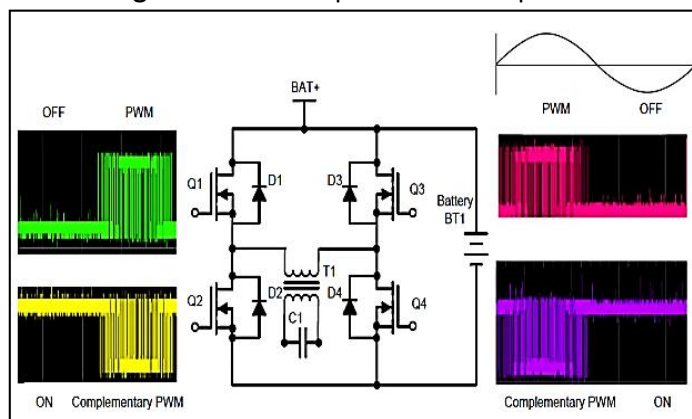 OFF PWM
BAT+
PWM OFF
Q1
D1
D3
Q3
Battery
BT1
T1
Q2
D2
D4
Q4
C1
ON Complementary PWM
Complementary PWM ON